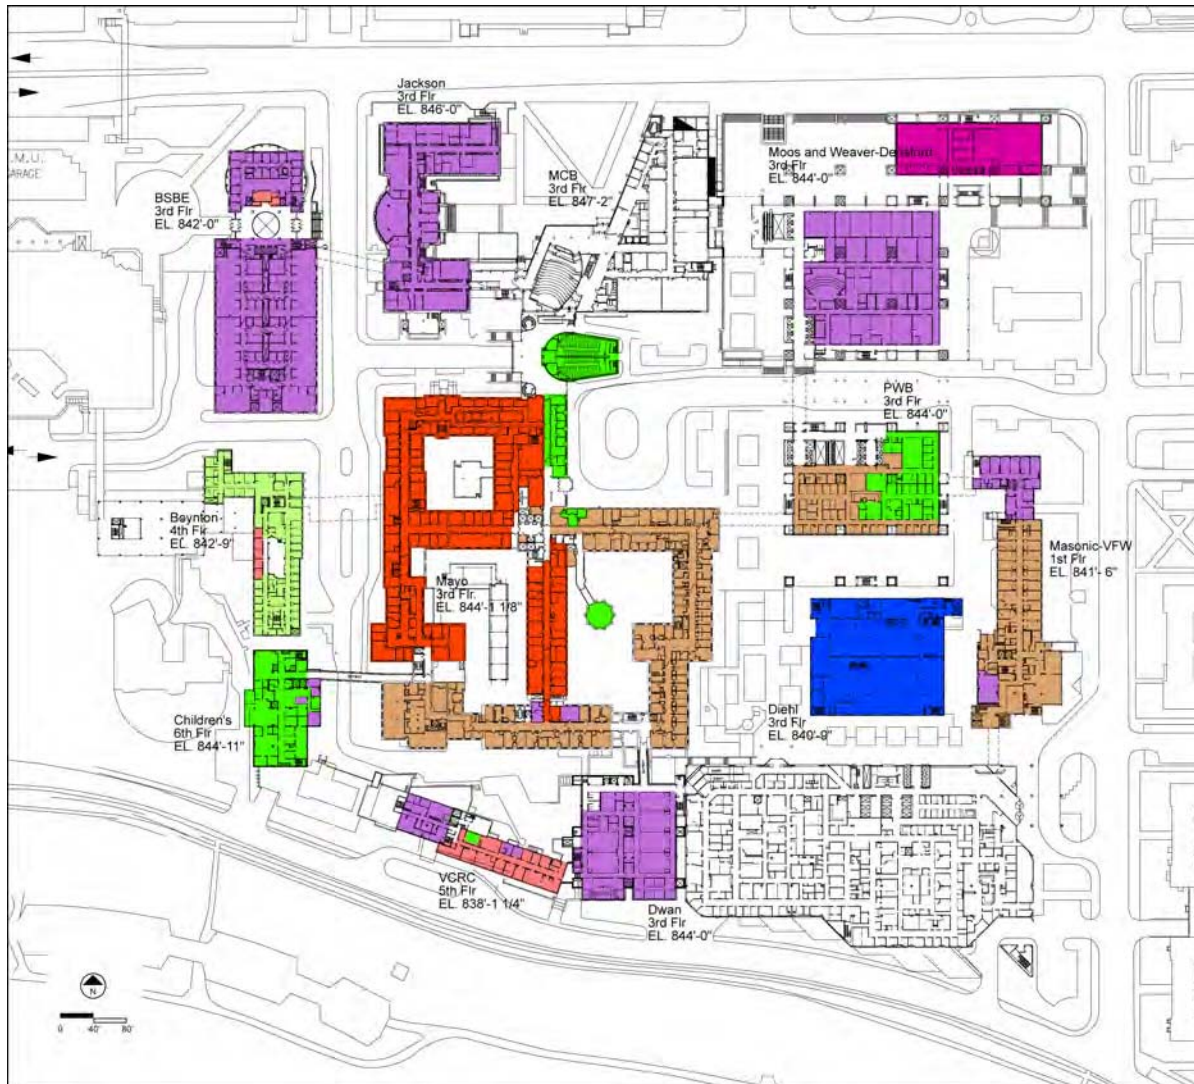 Jackson
3rd Flr
EL. 846'-0"
Moos and Weaver-Densford
3rd Flr
EL. 844'-0"
MCB
3rd Flr
EL. 847'-2"
.M.U.
GARAGE
BSBE
3rd Flr
EL. 842'-0"
PWB
3rd Flr
EL. 844'-0"
Boynton
4th Flr
EL. 842'-9"
Mayo
3rd Flr.
EL. 844'-1 1/8"
Masonic-VFW
1st Flr
EL. 841'- 6"
Children's
6th Flr
EL. 844'-11"
Diehl
3rd Flr
VCRC
5th Flr
EL. 838'-1 1/4"
Dwan
3rd Flr
EL. 844'-0"
N
0 40' 80'